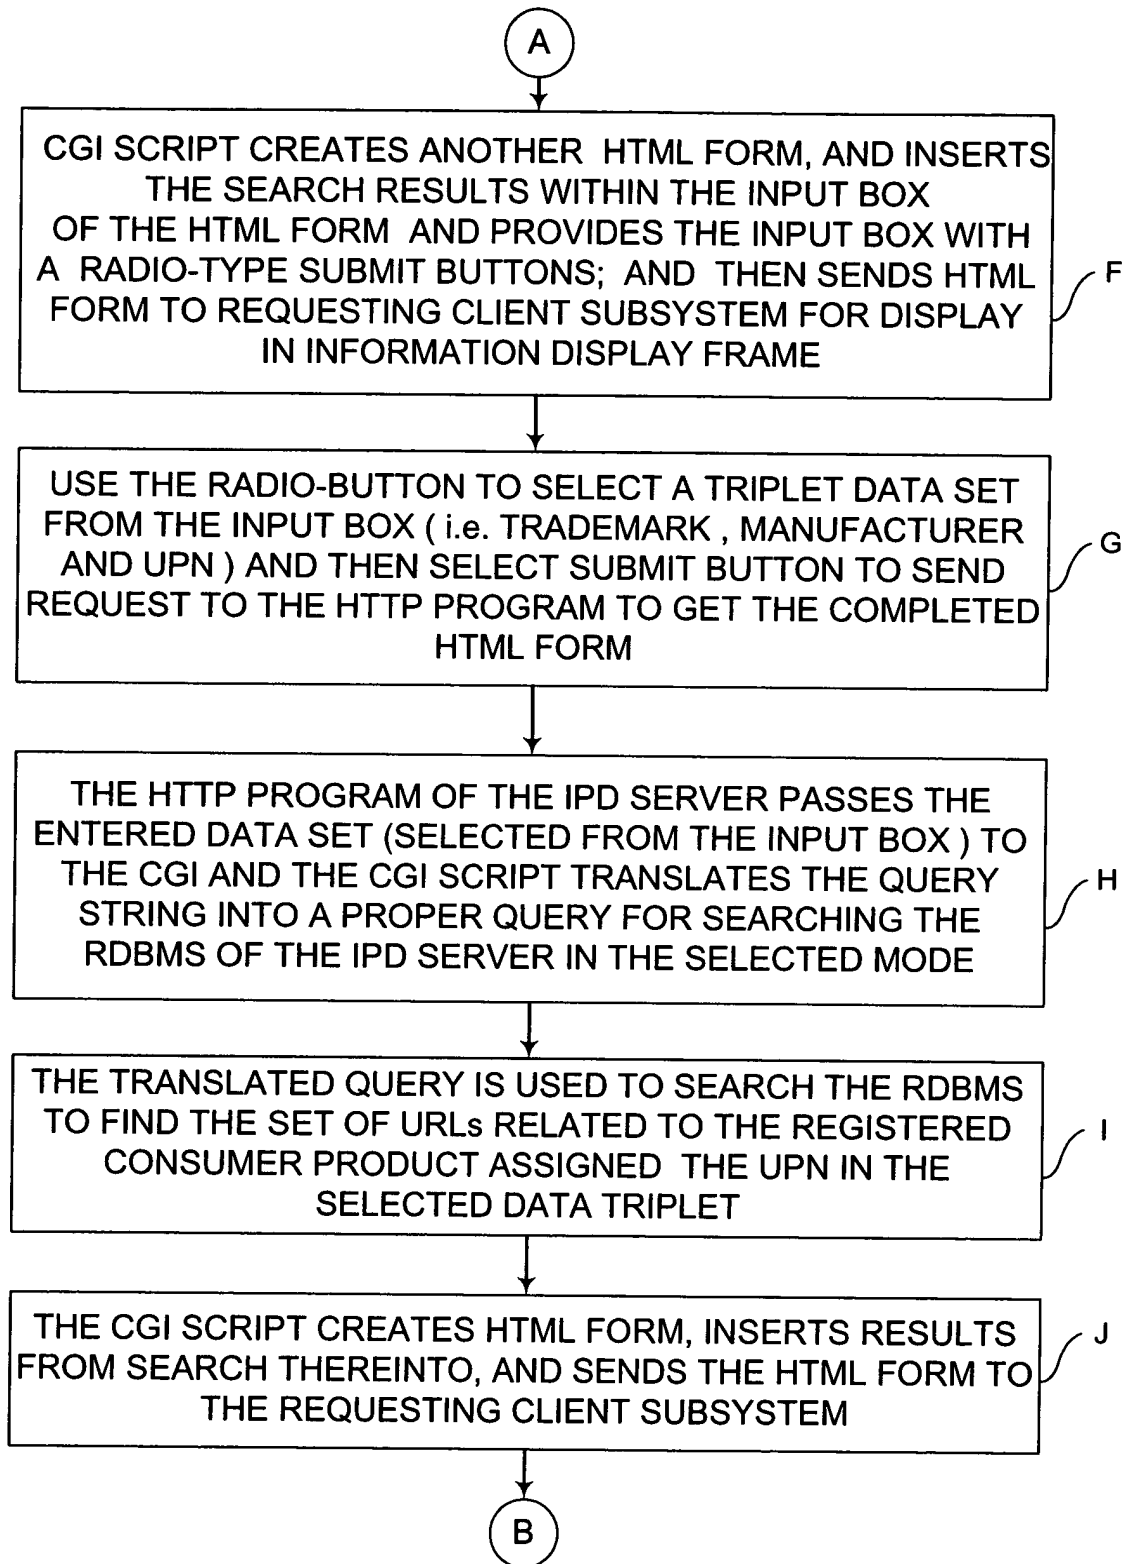 A
CGI SCRIPT CREATES ANOTHER HTML FORM, AND INSERTS
THE SEARCH RESULTS WITHIN THE INPUT BOX
OF THE HTML FORM AND PROVIDES THE INPUT BOX WITH
A RADIO-TYPE SUBMIT BUTTONS; AND THEN SENDS HTML
FORM TO REQUESTING CLIENT SUBSYSTEM FOR DISPLAY
IN INFORMATION DISPLAY FRAME
F
USE THE RADIO-BUTTON TO SELECT A TRIPLET DATA SET
FROM THE INPUT BOX ( i.e. TRADEMARK , MANUFACTURER
AND UPN ) AND THEN SELECT SUBMIT BUTTON TO SEND
REQUEST TO THE HTTP PROGRAM TO GET THE COMPLETED
HTML FORM
G
THE HTTP PROGRAM OF THE IPD SERVER PASSES THE
ENTERED DATA SET (SELECTED FROM THE INPUT BOX ) TO
THE CGI AND THE CGI SCRIPT TRANSLATES THE QUERY
STRING INTO A PROPER QUERY FOR SEARCHING THE
RDBMS OF THE IPD SERVER IN THE SELECTED MODE
H
THE TRANSLATED QUERY IS USED TO SEARCH THE RDBMS
TO FIND THE SET OF URLs RELATED TO THE REGISTERED
CONSUMER PRODUCT ASSIGNED THE UPN IN THE
SELECTED DATA TRIPLET
I
THE CGI SCRIPT CREATES HTML FORM, INSERTS RESULTS
FROM SEARCH THEREINTO, AND SENDS THE HTML FORM TO
THE REQUESTING CLIENT SUBSYSTEM
J
B